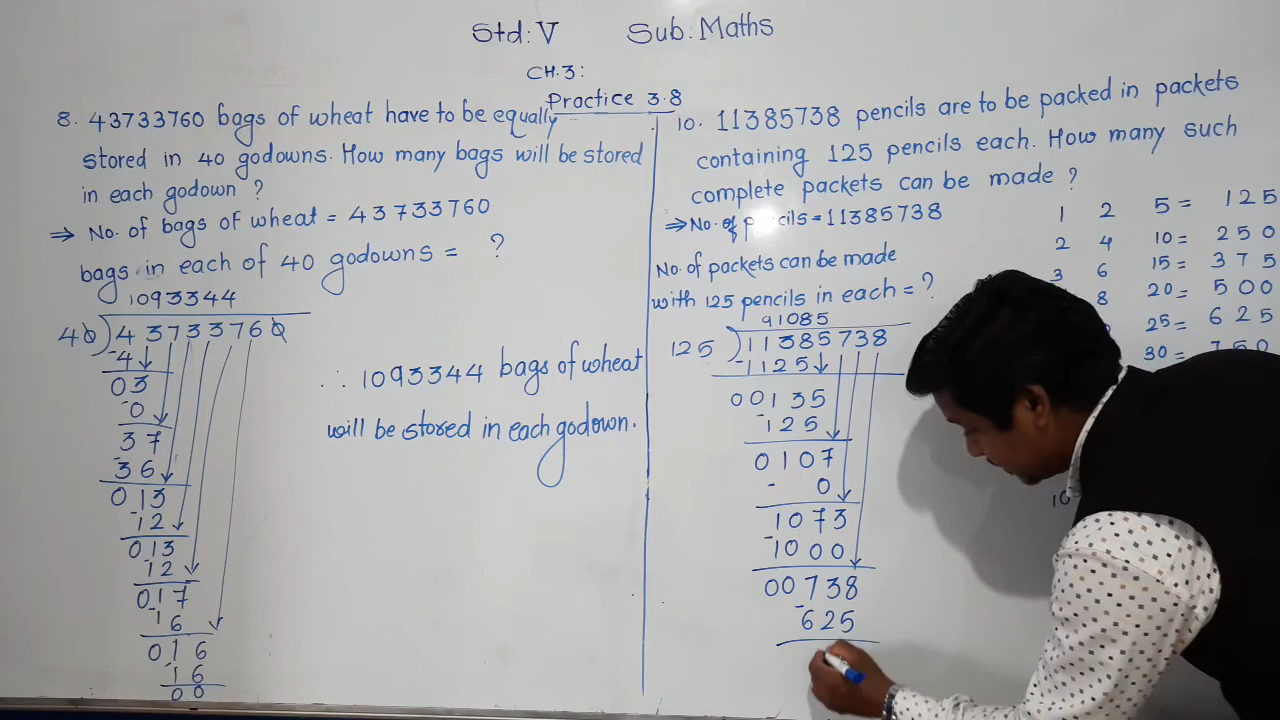 Std: V Sub: Maths
CH.3:
Practice 3.8
8. 43733760 bags of wheat have to be equally
stored in 40 godowns. How many bags will be stored
in each godown ?
⇒ No. of bags of wheat = 43733760
bags in each of 40 godowns = ?
1093344
40)43733760
-4
03
-0
37
-36
013
-12
013
-12
017
-16
016
-16
00
∴ 1093344 bags of wheat
will be stored in each godown.
10. 11385738 pencils are to be packed in packets
containing 125 pencils each. How many such
complete packets can be made ?
⇒ No. of pencils = 11385738
No. of packets can be made
with 125 pencils in each = ?
91085
125)11385738
-1125
00135
-125
0107
- 0
1073
-1000
00738
-625
1 2 5 = 125
2 4 10 = 250
3 6 15 = 375
8 20 = 500
25 = 625
30 = 750
10